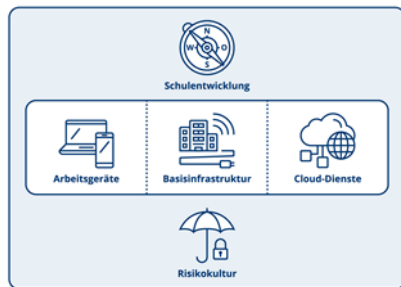 N
W O
S
Schulentwicklung
Arbeitsgeräte Basisinfrastruktur Cloud-Dienste
Risikokultur